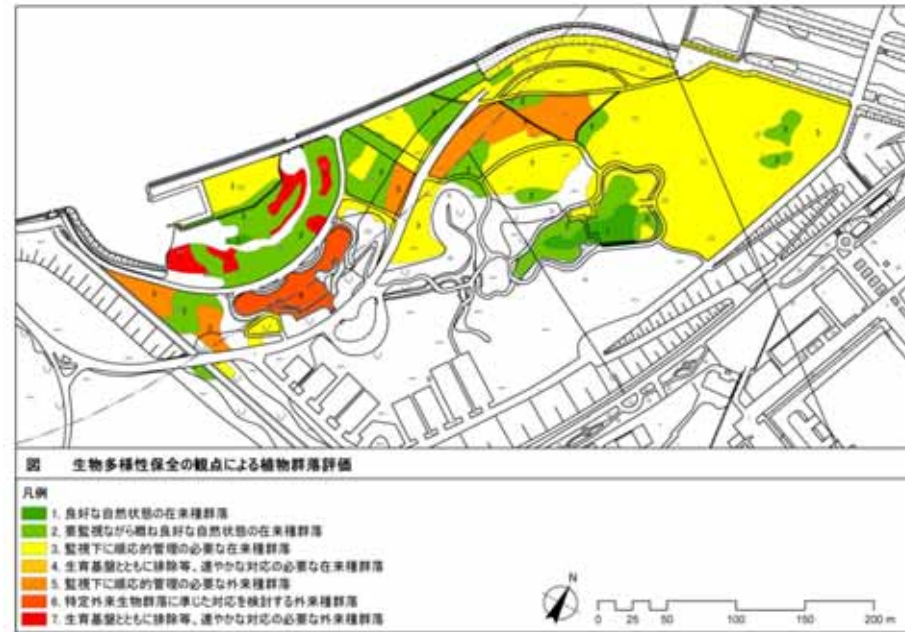 N
0 25 50 100 150 200 m
図 生物多様性保全の観点による植物群落評価
凡例
1. 良好な自然状態の在来種群落
2. 要監視ながら概ね良好な自然状態の在来種群落
3. 監視下に順応的管理の必要な在来種群落
4. 生育基盤とともに排除等、速やかな対応の必要な在来種群落
5. 監視下に順応的管理の必要な外来種群落
6. 特定外来生物群落に準じた対応を検討する外来種群落
7. 生育基盤とともに排除等、速やかな対応の必要な外来種群落